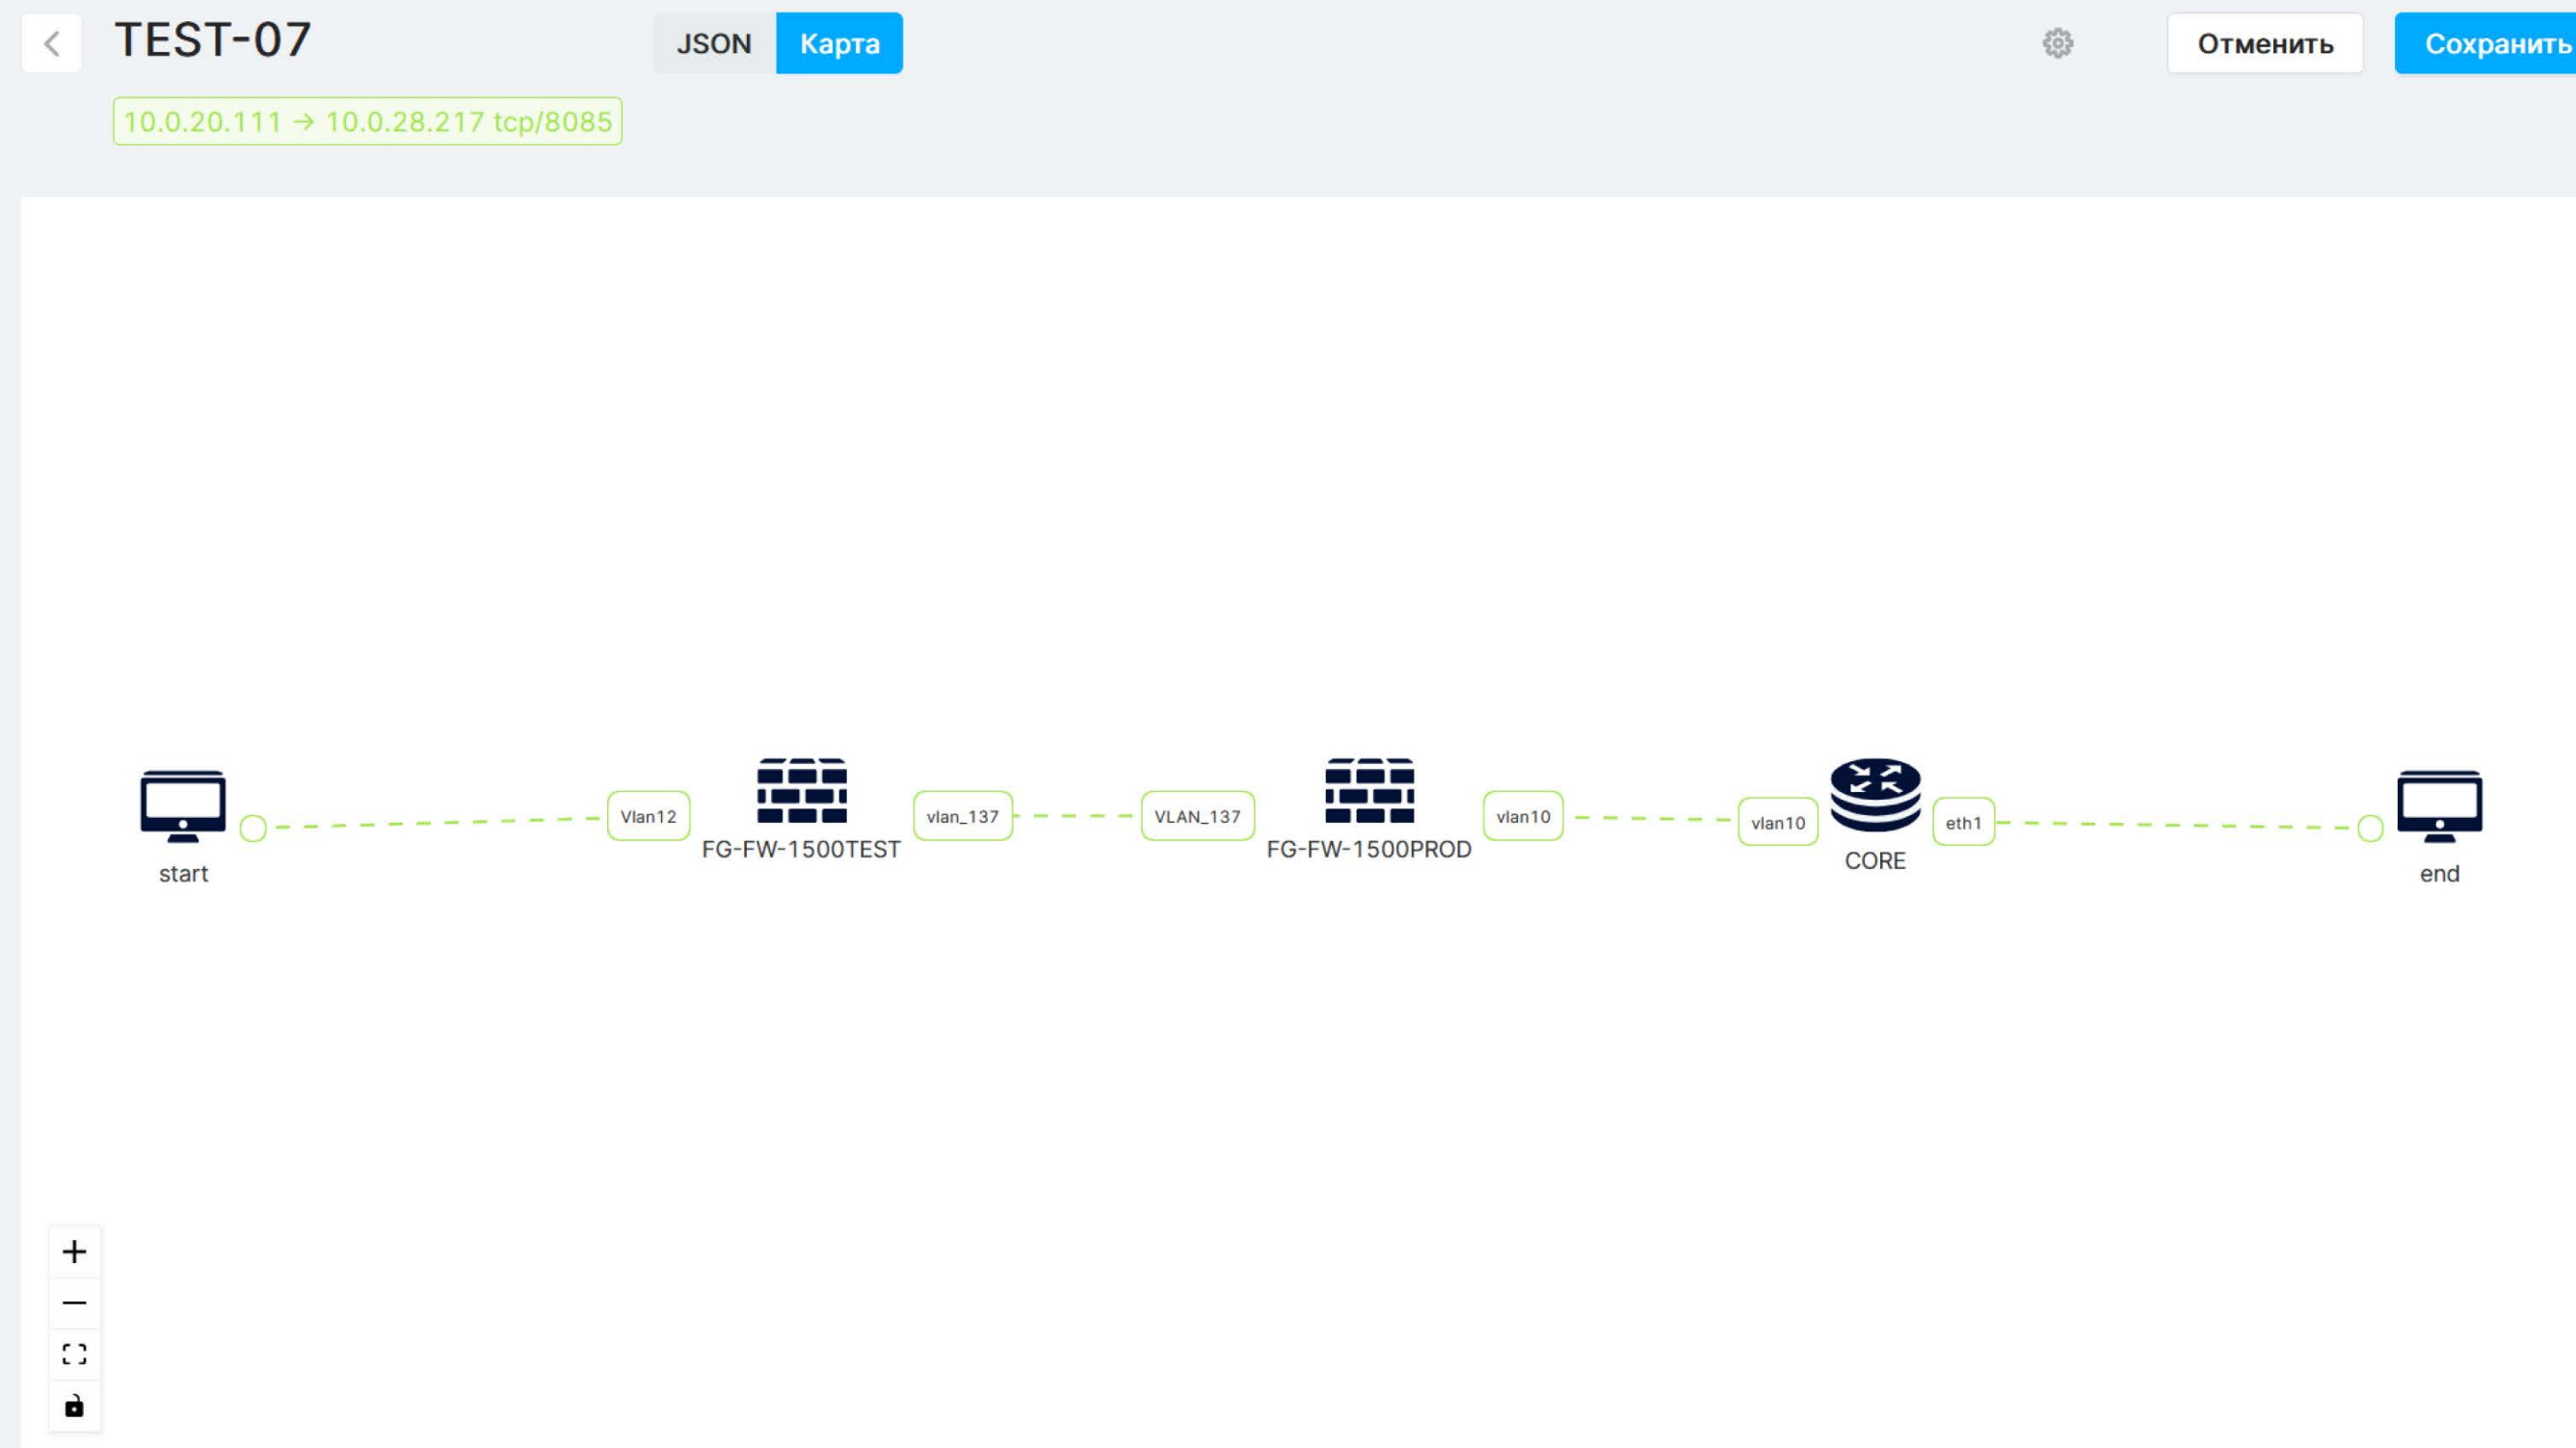 TEST-07
JSON Карта
Отменить Сохранить
10.0.20.111 → 10.0.28.217 tcp/8085
Vlan12 vlan_137 VLAN_137 vlan10 vlan10 eth1
FG-FW-1500TEST FG-FW-1500PROD CORE
start end